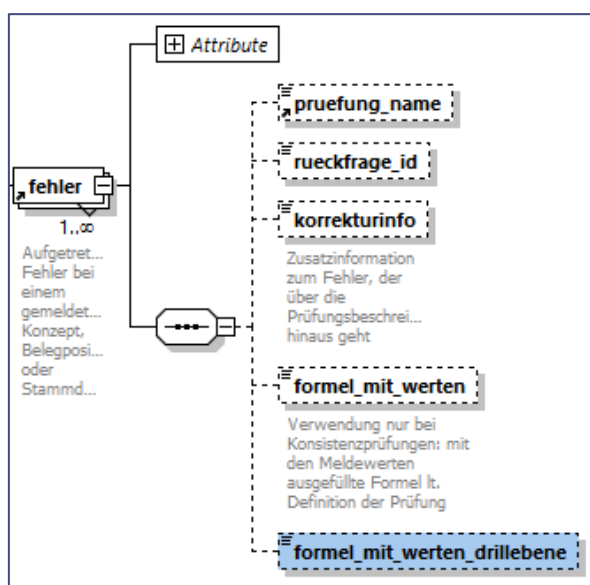 Attribute
pruefung_name
rueckfrage_id
fehler
1..∞
Aufgetret...
Fehler bei
einem
gemeldet...
Konzept,
Belegposi...
oder
Stammd...
korrekturinfo
Zusatzinformation
zum Fehler, der
über die
Prüfungsbeschrei...
hinaus geht
formel_mit_werten
Verwendung nur bei
Konsistenzprüfungen: mit
den Meldewerten
ausgefüllte Formel lt.
Definition der Prüfung
formel_mit_werten_drillebene